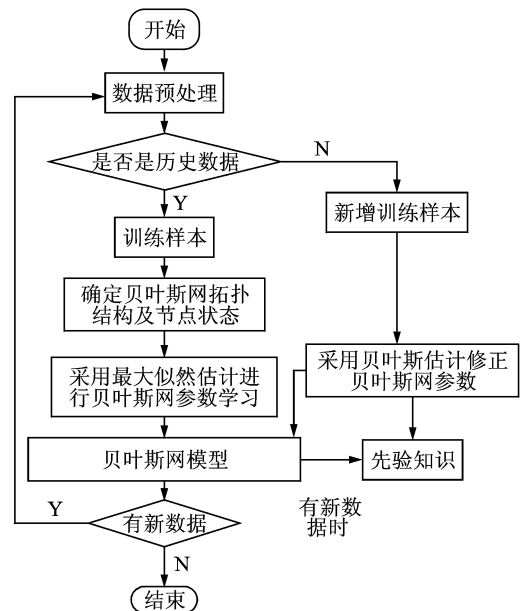 开始
数据预处理
是否是历史数据
N
Y
训练样本
新增训练样本
确定贝叶斯网拓扑
结构及节点状态
采用最大似然估计进
行贝叶斯网参数学习
采用贝叶斯估计修正
贝叶斯网参数
贝叶斯网模型
先验知识
有新数
据时
Y
有新数据
N
结束